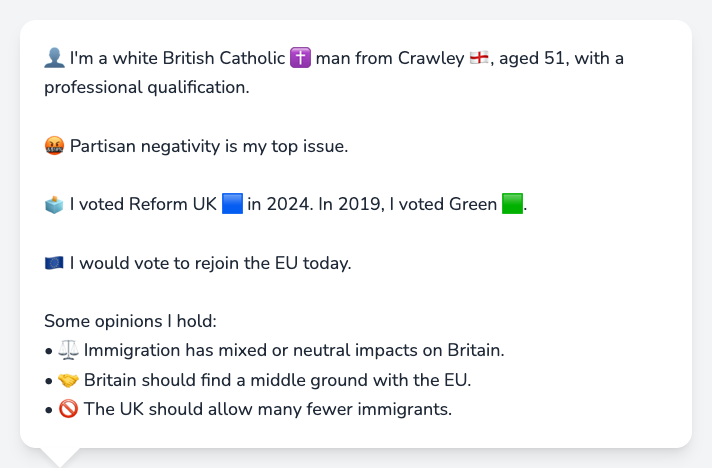 👤 I'm a white British Catholic ✝️ man from Crawley 🏴󠁧󠁢󠁥󠁮󠁧󠁿, aged 51, with a
professional qualification.
🤬 Partisan negativity is my top issue.
🗳️ I voted Reform UK 🟦 in 2024. In 2019, I voted Green 🟩.
🇪🇺 I would vote to rejoin the EU today.
Some opinions I hold:
• ⚖️ Immigration has mixed or neutral impacts on Britain.
• 🤝 Britain should find a middle ground with the EU.
• 🚫 The UK should allow many fewer immigrants.